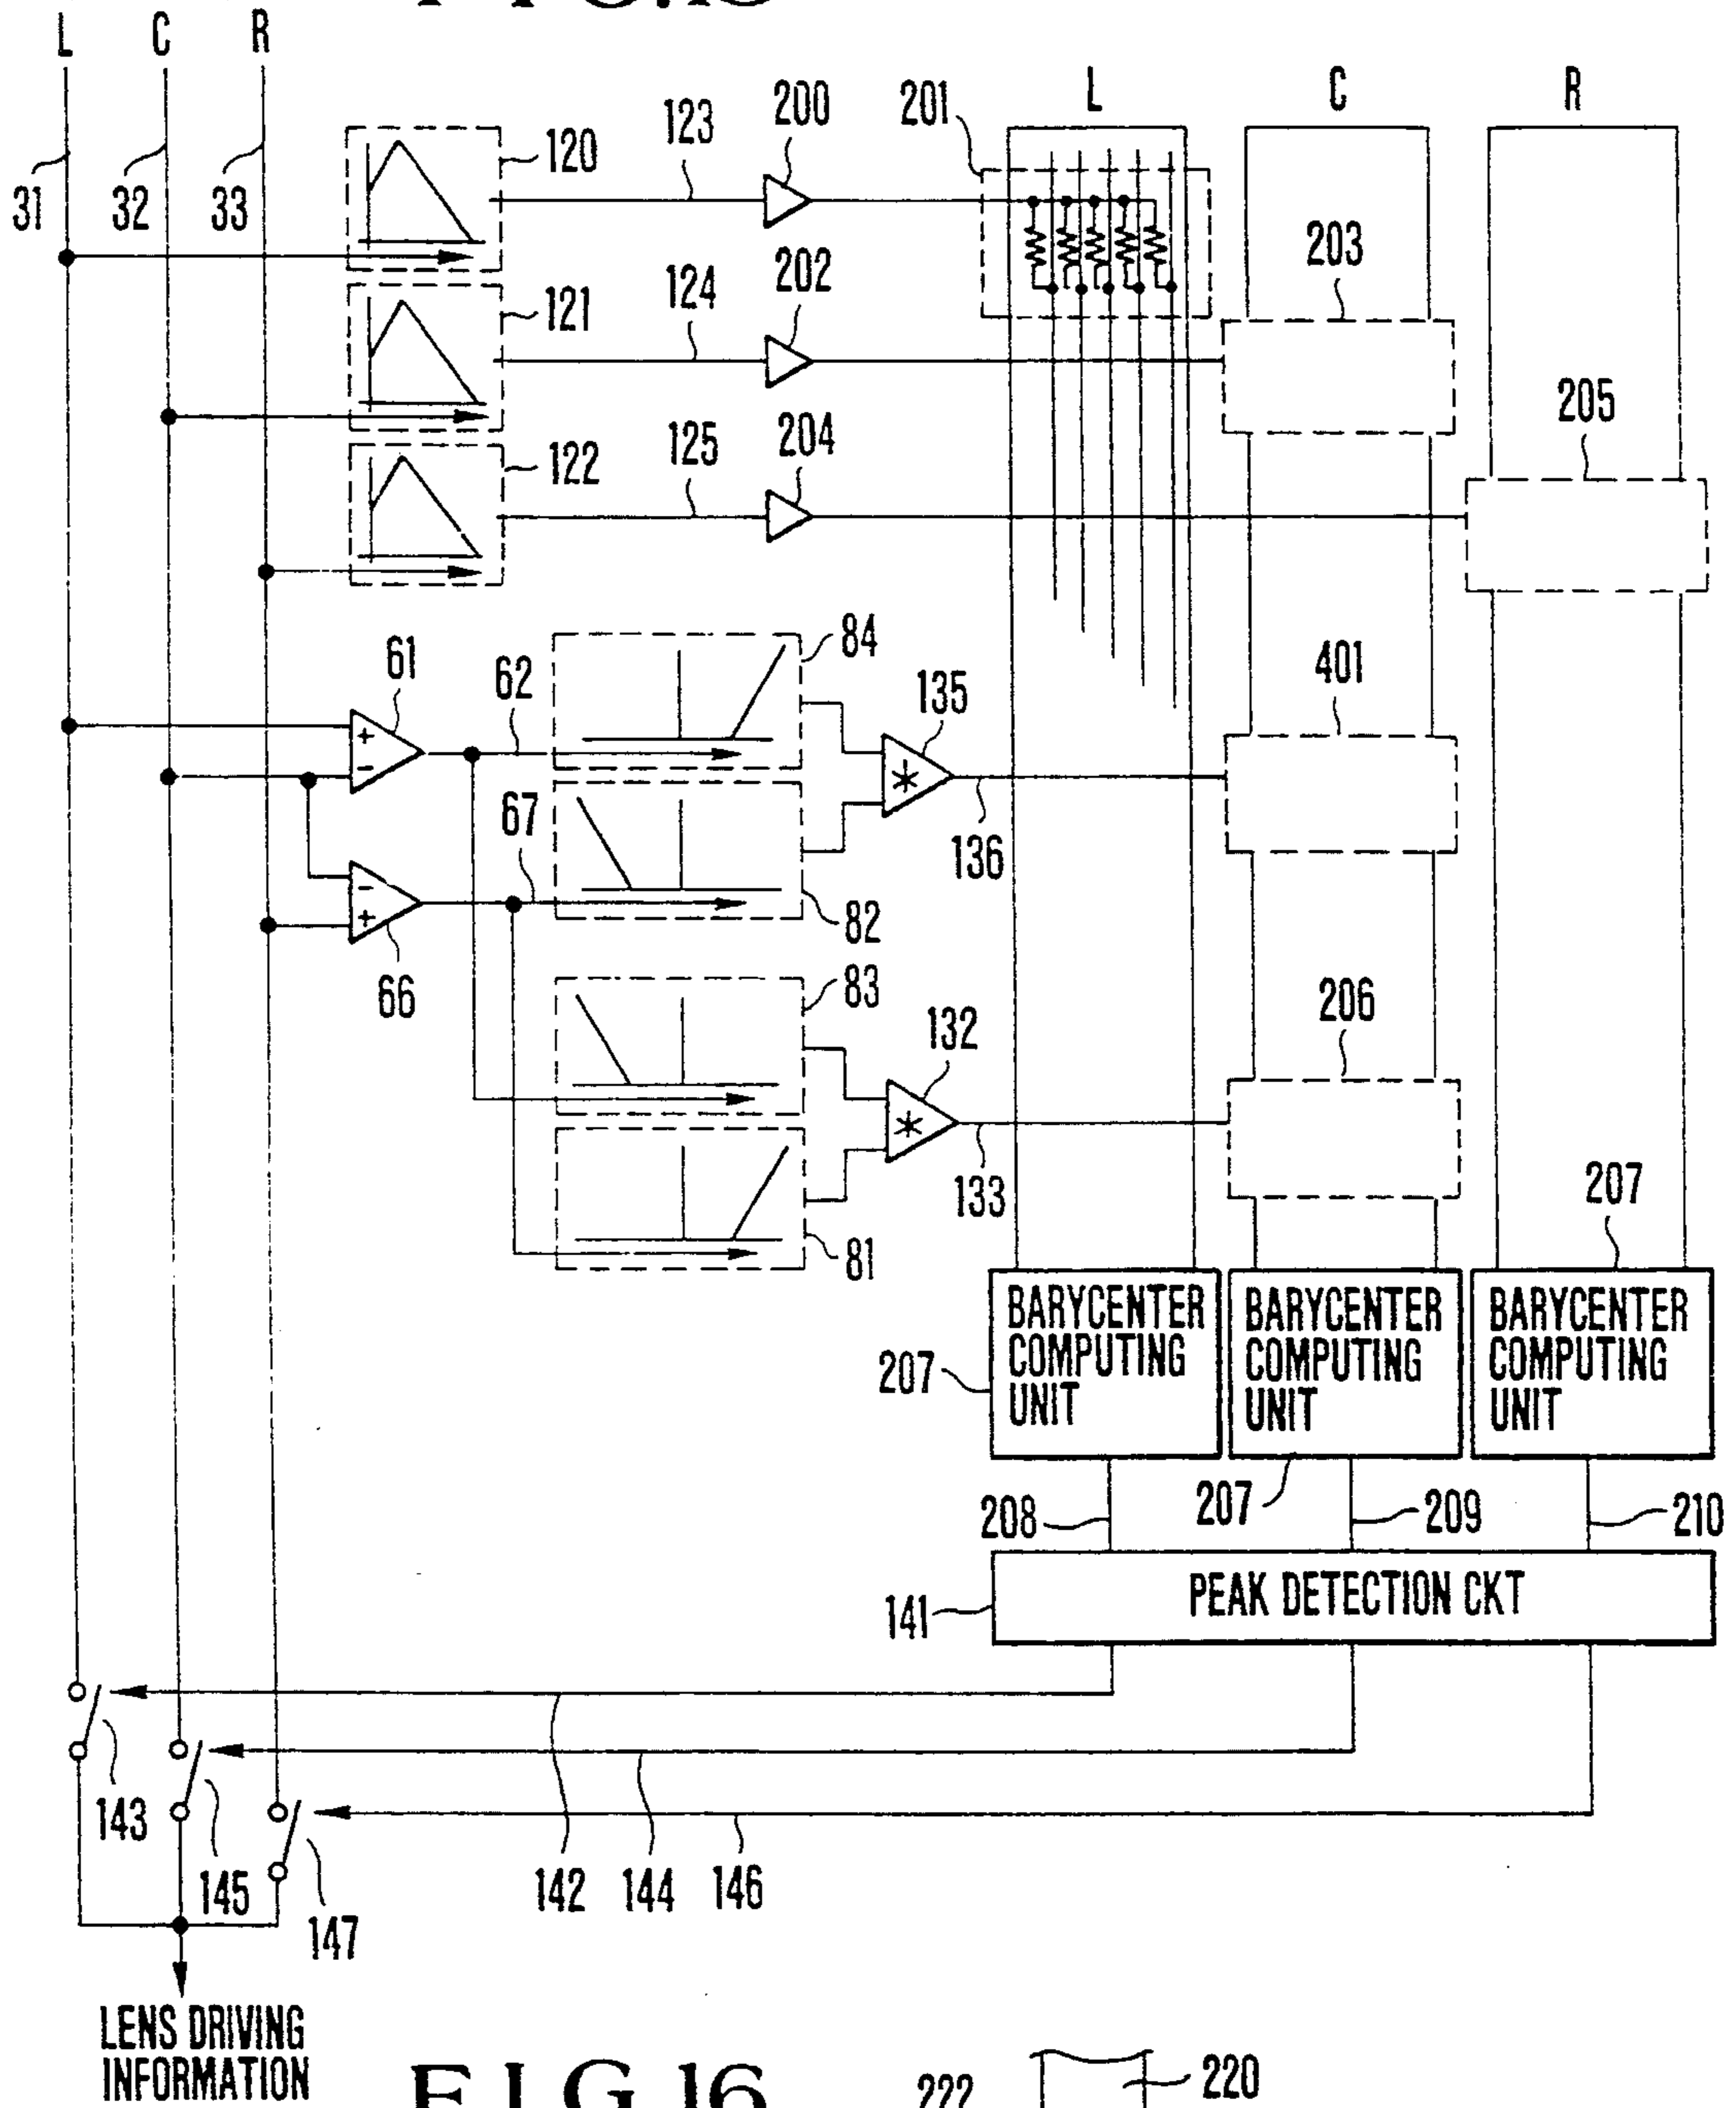 L C R
L C R
31 32 33
120 123 200 201
121 124 202 203
122 125 204 205
61 62 84 135 401
+
-
67 136
-
+
66 82
83 132 206
81 133 207
*
*
BARYCENTER
COMPUTING
UNIT
BARYCENTER
COMPUTING
UNIT
BARYCENTER
COMPUTING
UNIT
207
208 207 209 210
141 PEAK DETECTION CKT
143 145 147
142 144 146
LENS DRIVING
INFORMATION
FIG.16 222 220